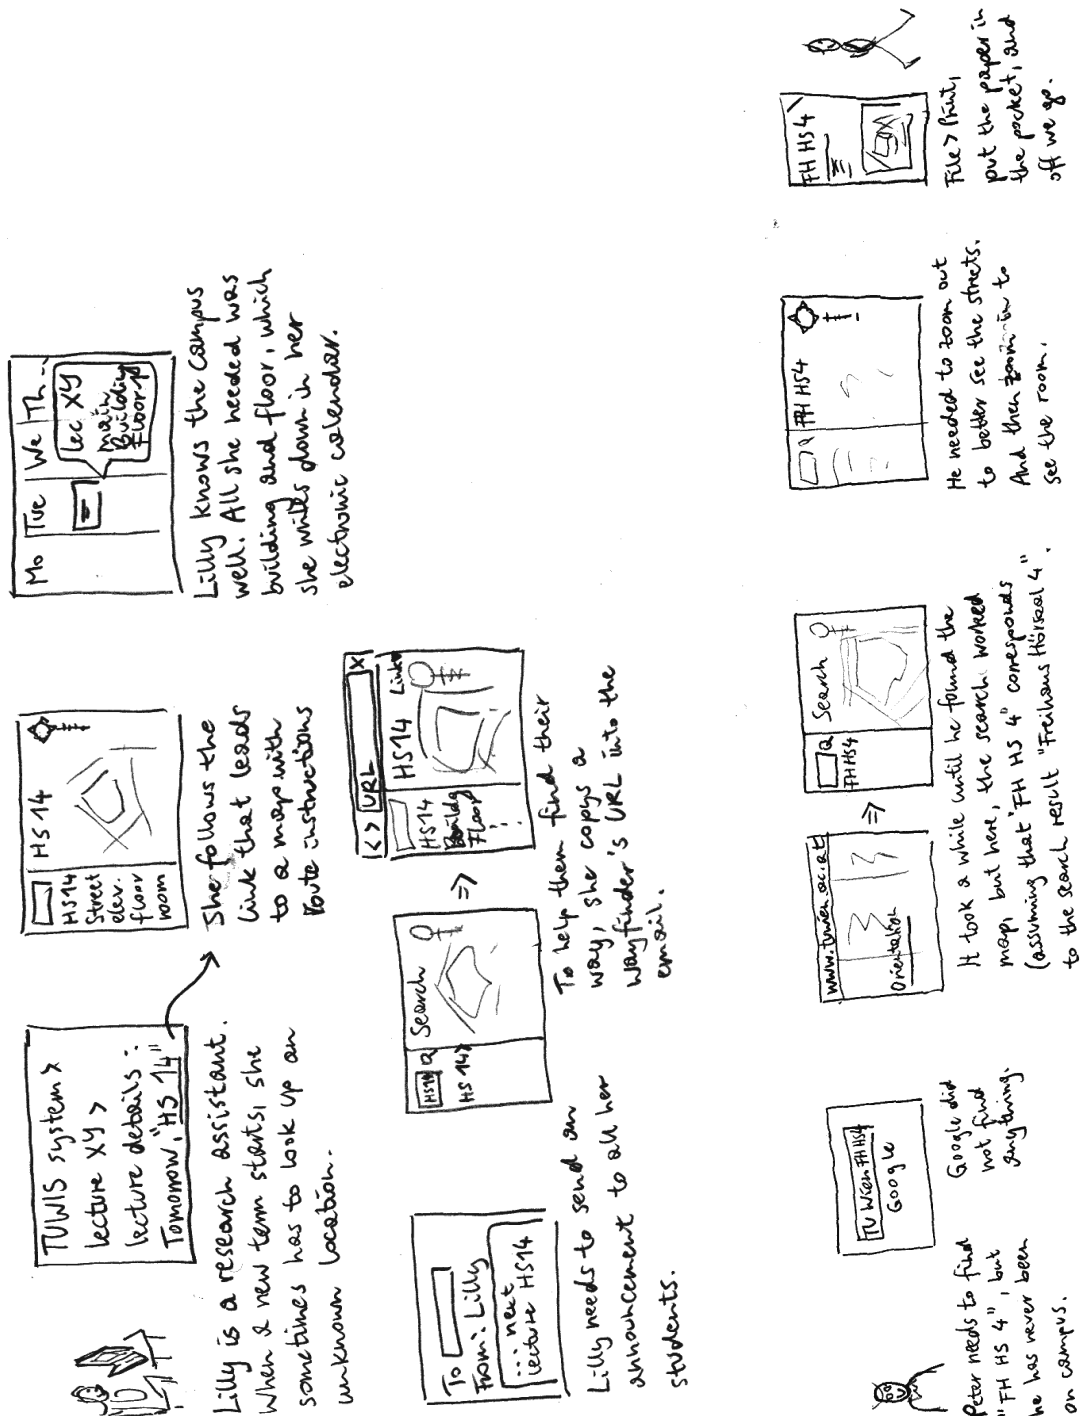 TUWIS system >
lecture XY >
lecture details:
Tomorrow, "HS 14"
Lilly is a research assistant.
When a new term starts, she
sometimes has to look up an
unknown location.
HS 14
HS14
Street
elev.
floor
room
She follows the
link that leads
to a map with
route instructions
Mo Tue We Th...
lec XY
main
Building
Floor
Lilly knows the campus
well. All she needed was
building and floor, which
she writes down in her
electronic calendar.
To
From: Lilly
... next
lecture HS14
Lilly needs to send an
announcement to all her
students.
HS14 Search
HS 14
=>
< > URL X
HS14 Link
HS14
Buildg
Floor
To help them find their
way, she copys a
wayfinder's URL into the
email.
Peter needs to find
"FH HS 4", but
he has never been
on campus.
TU Wien FH HS4
Google
Google did
not find
anything.
www.tuwien.ac.at
Orientation
=>
Search
FH HS4
It took a while until he found the
map, but here, the search worked
(assuming that "FH HS 4" corresponds
to the search result "Freihaus Hörsaal 4".
FH HS4
He needed to zoom out
to better see the streets.
And then zoom in to
see the room.
FH HS4
File > Print,
put the paper in
the pocket, and
off we go.